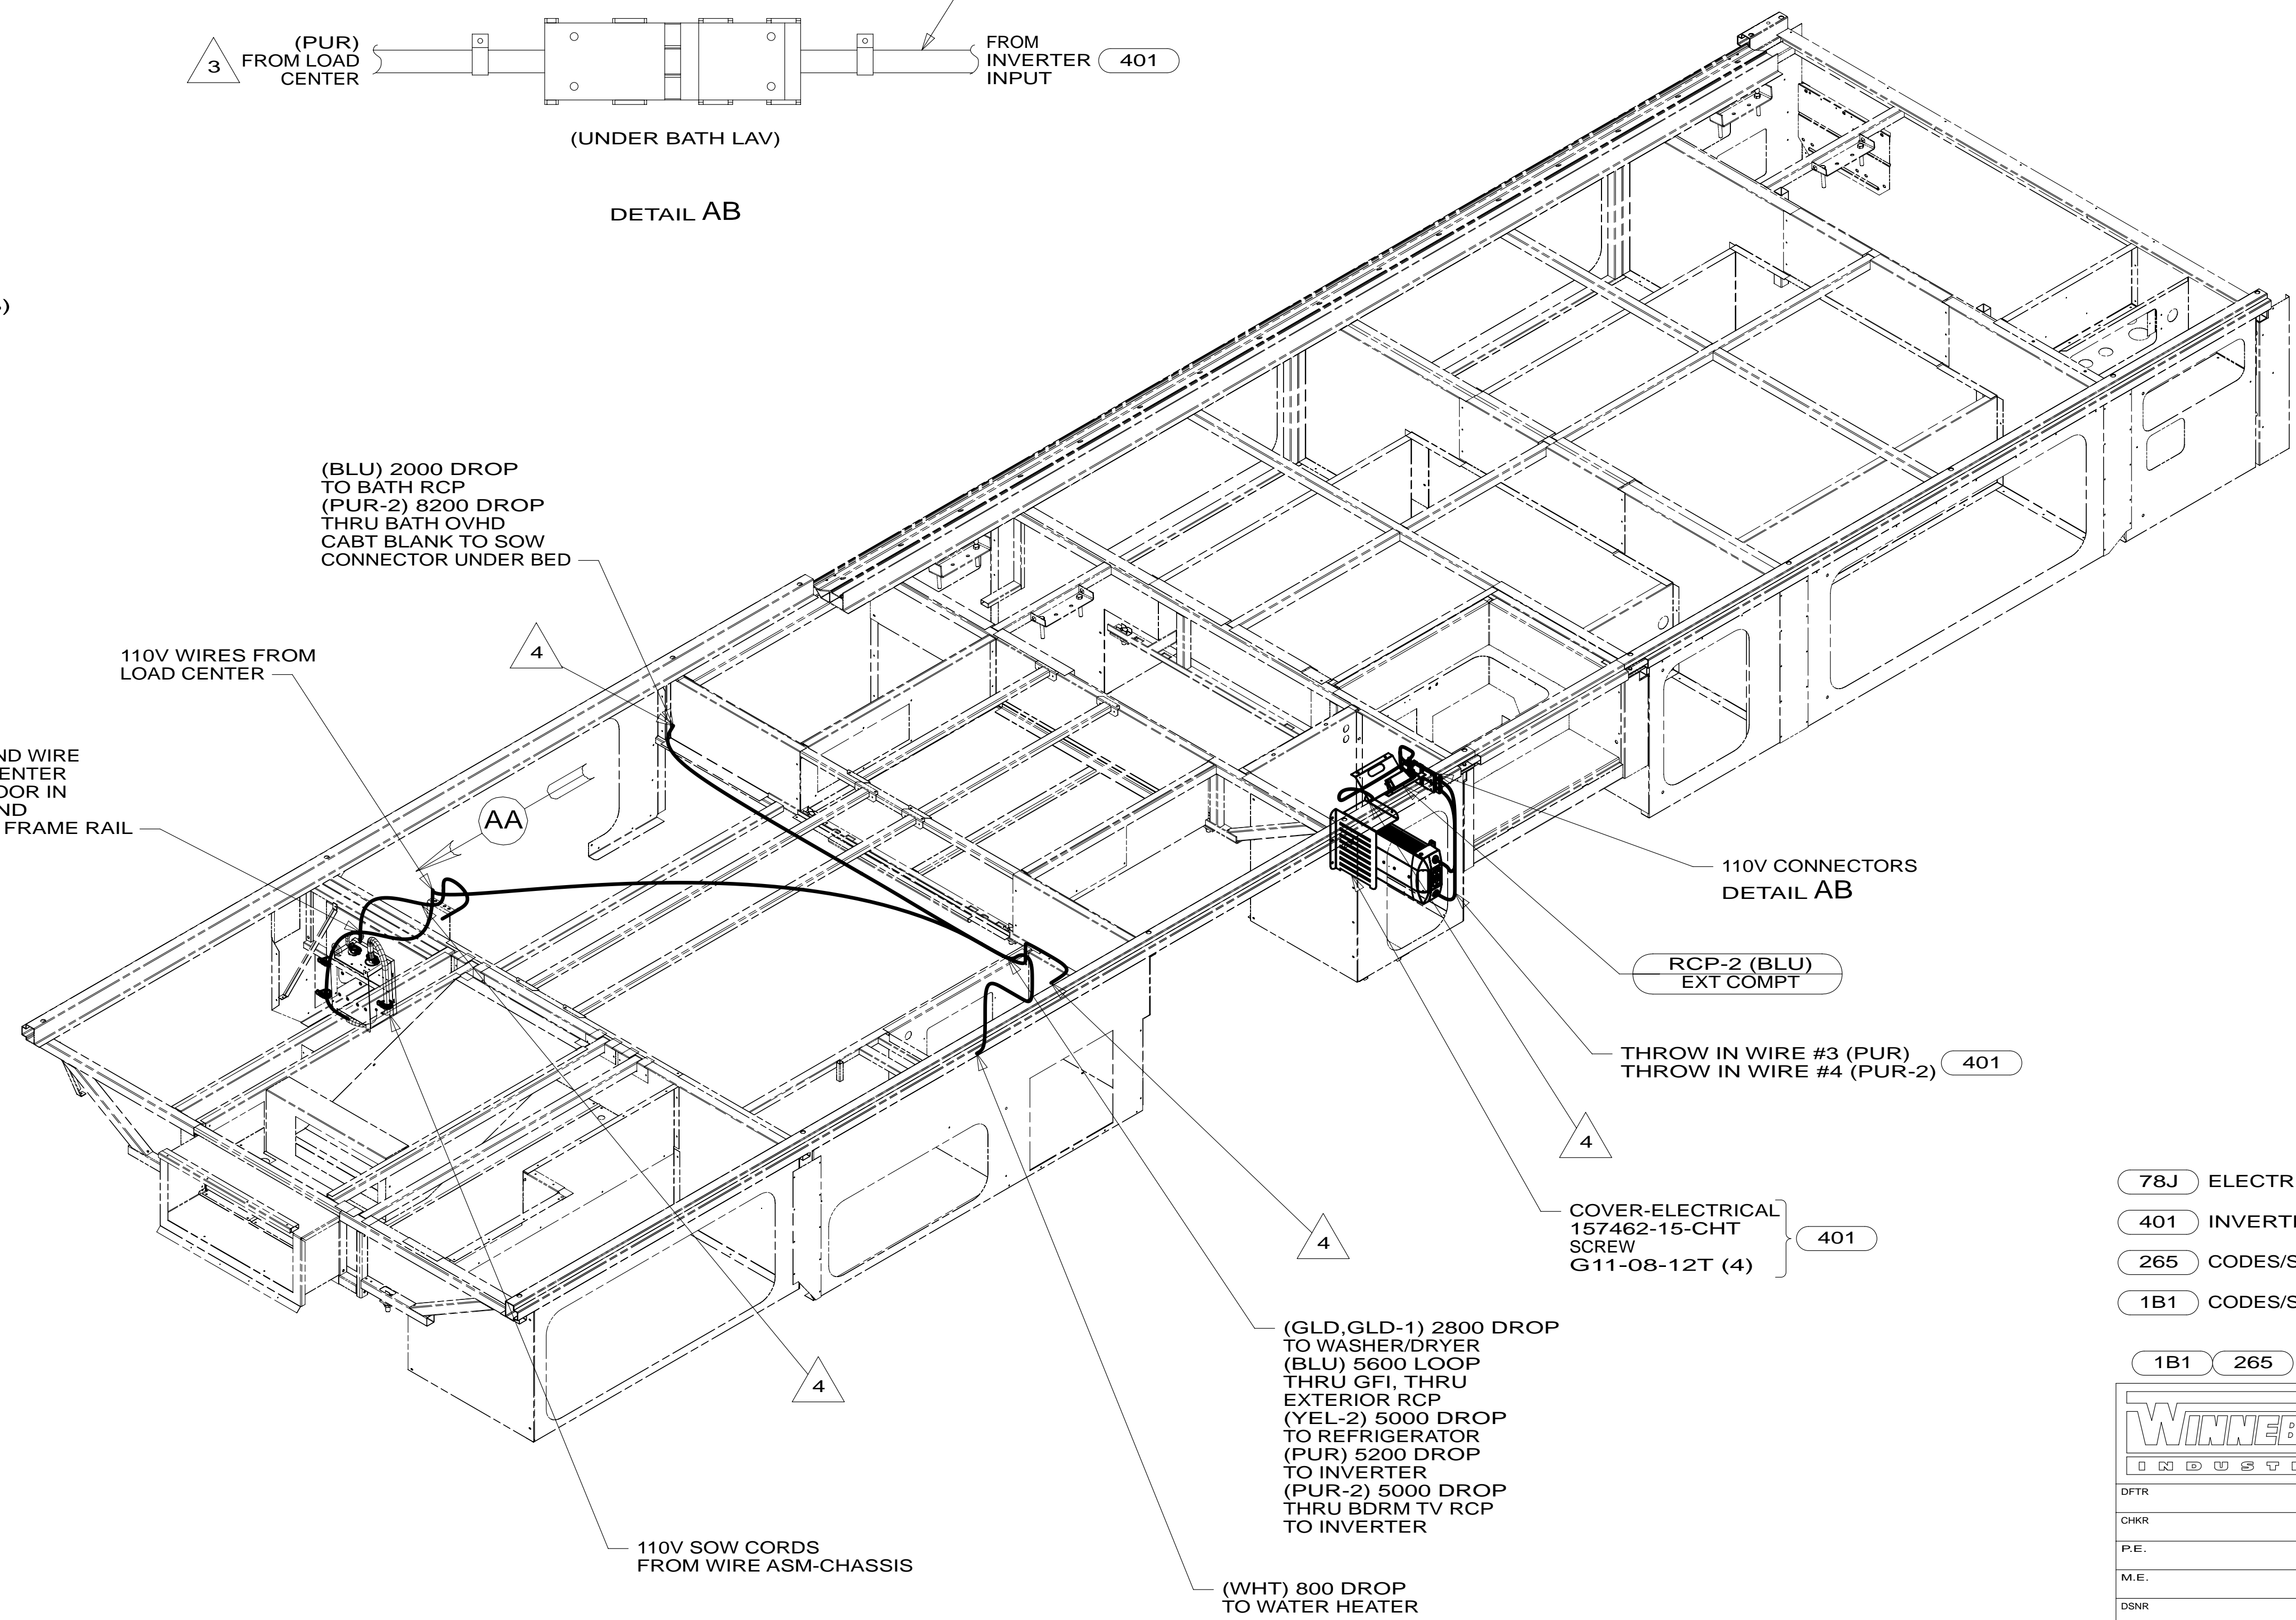 3
(PUR)
FROM LOAD
CENTER
FROM
INVERTER
INPUT
401
(UNDER BATH LAV)
DETAIL AB
)
(BLU) 2000 DROP
TO BATH RCP
(PUR-2) 8200 DROP
THRU BATH OVHD
CABT BLANK TO SOW
CONNECTOR UNDER BED
4
110V WIRES FROM
LOAD CENTER
ND WIRE
ENTER
OOR IN
ND
FRAME RAIL
AA
110V CONNECTORS
DETAIL AB
RCP-2 (BLU)
EXT COMPT
THROW IN WIRE #3 (PUR)
THROW IN WIRE #4 (PUR-2)
401
4
COVER-ELECTRICAL
157462-15-CHT
SCREW
G11-08-12T (4)
401
4
(GLD,GLD-1) 2800 DROP
TO WASHER/DRYER
(BLU) 5600 LOOP
THRU GFI, THRU
EXTERIOR RCP
(YEL-2) 5000 DROP
TO REFRIGERATOR
(PUR) 5200 DROP
TO INVERTER
(PUR-2) 5000 DROP
THRU BDRM TV RCP
TO INVERTER
4
110V SOW CORDS
FROM WIRE ASM-CHASSIS
(WHT) 800 DROP
TO WATER HEATER
78J ELECTR
401 INVERT
265 CODES/S
1B1 CODES/S
1B1 265
WINNEB
INDUST
DFTR
CHKR
P.E.
M.E.
DSNR